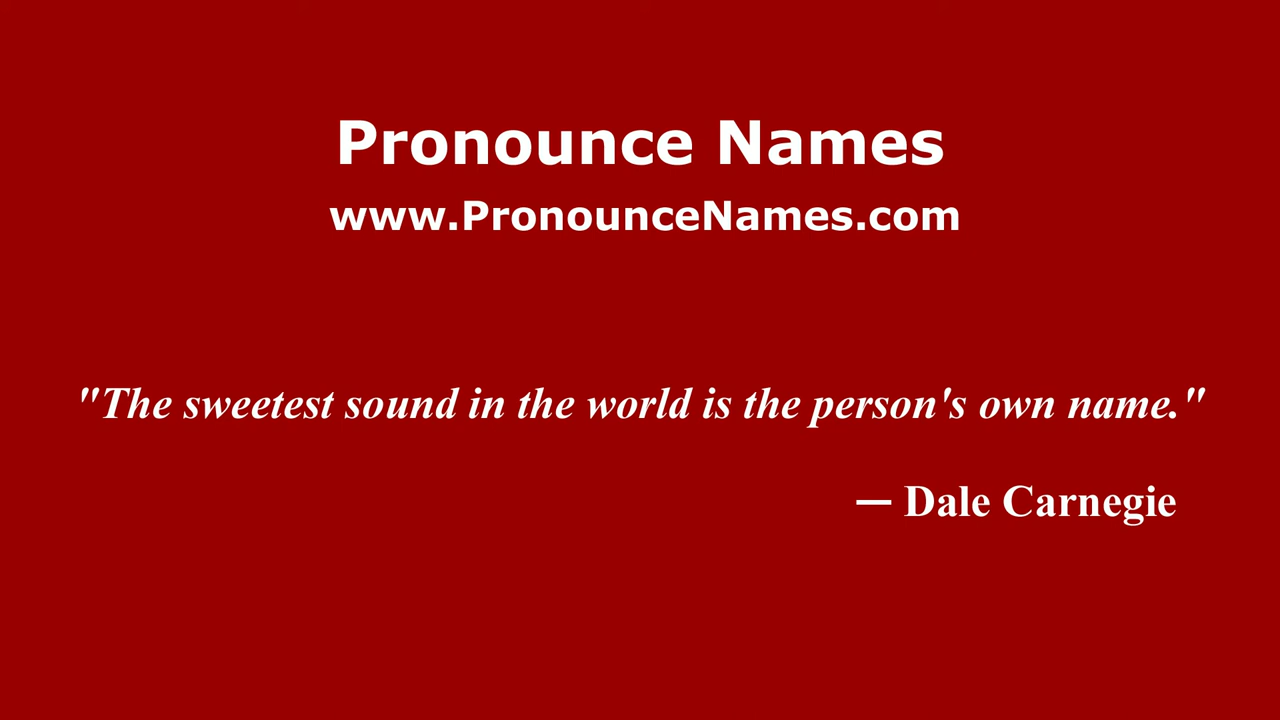 Pronounce Names
www.PronounceNames.com
"The sweetest sound in the world is the person's own name."
— Dale Carnegie